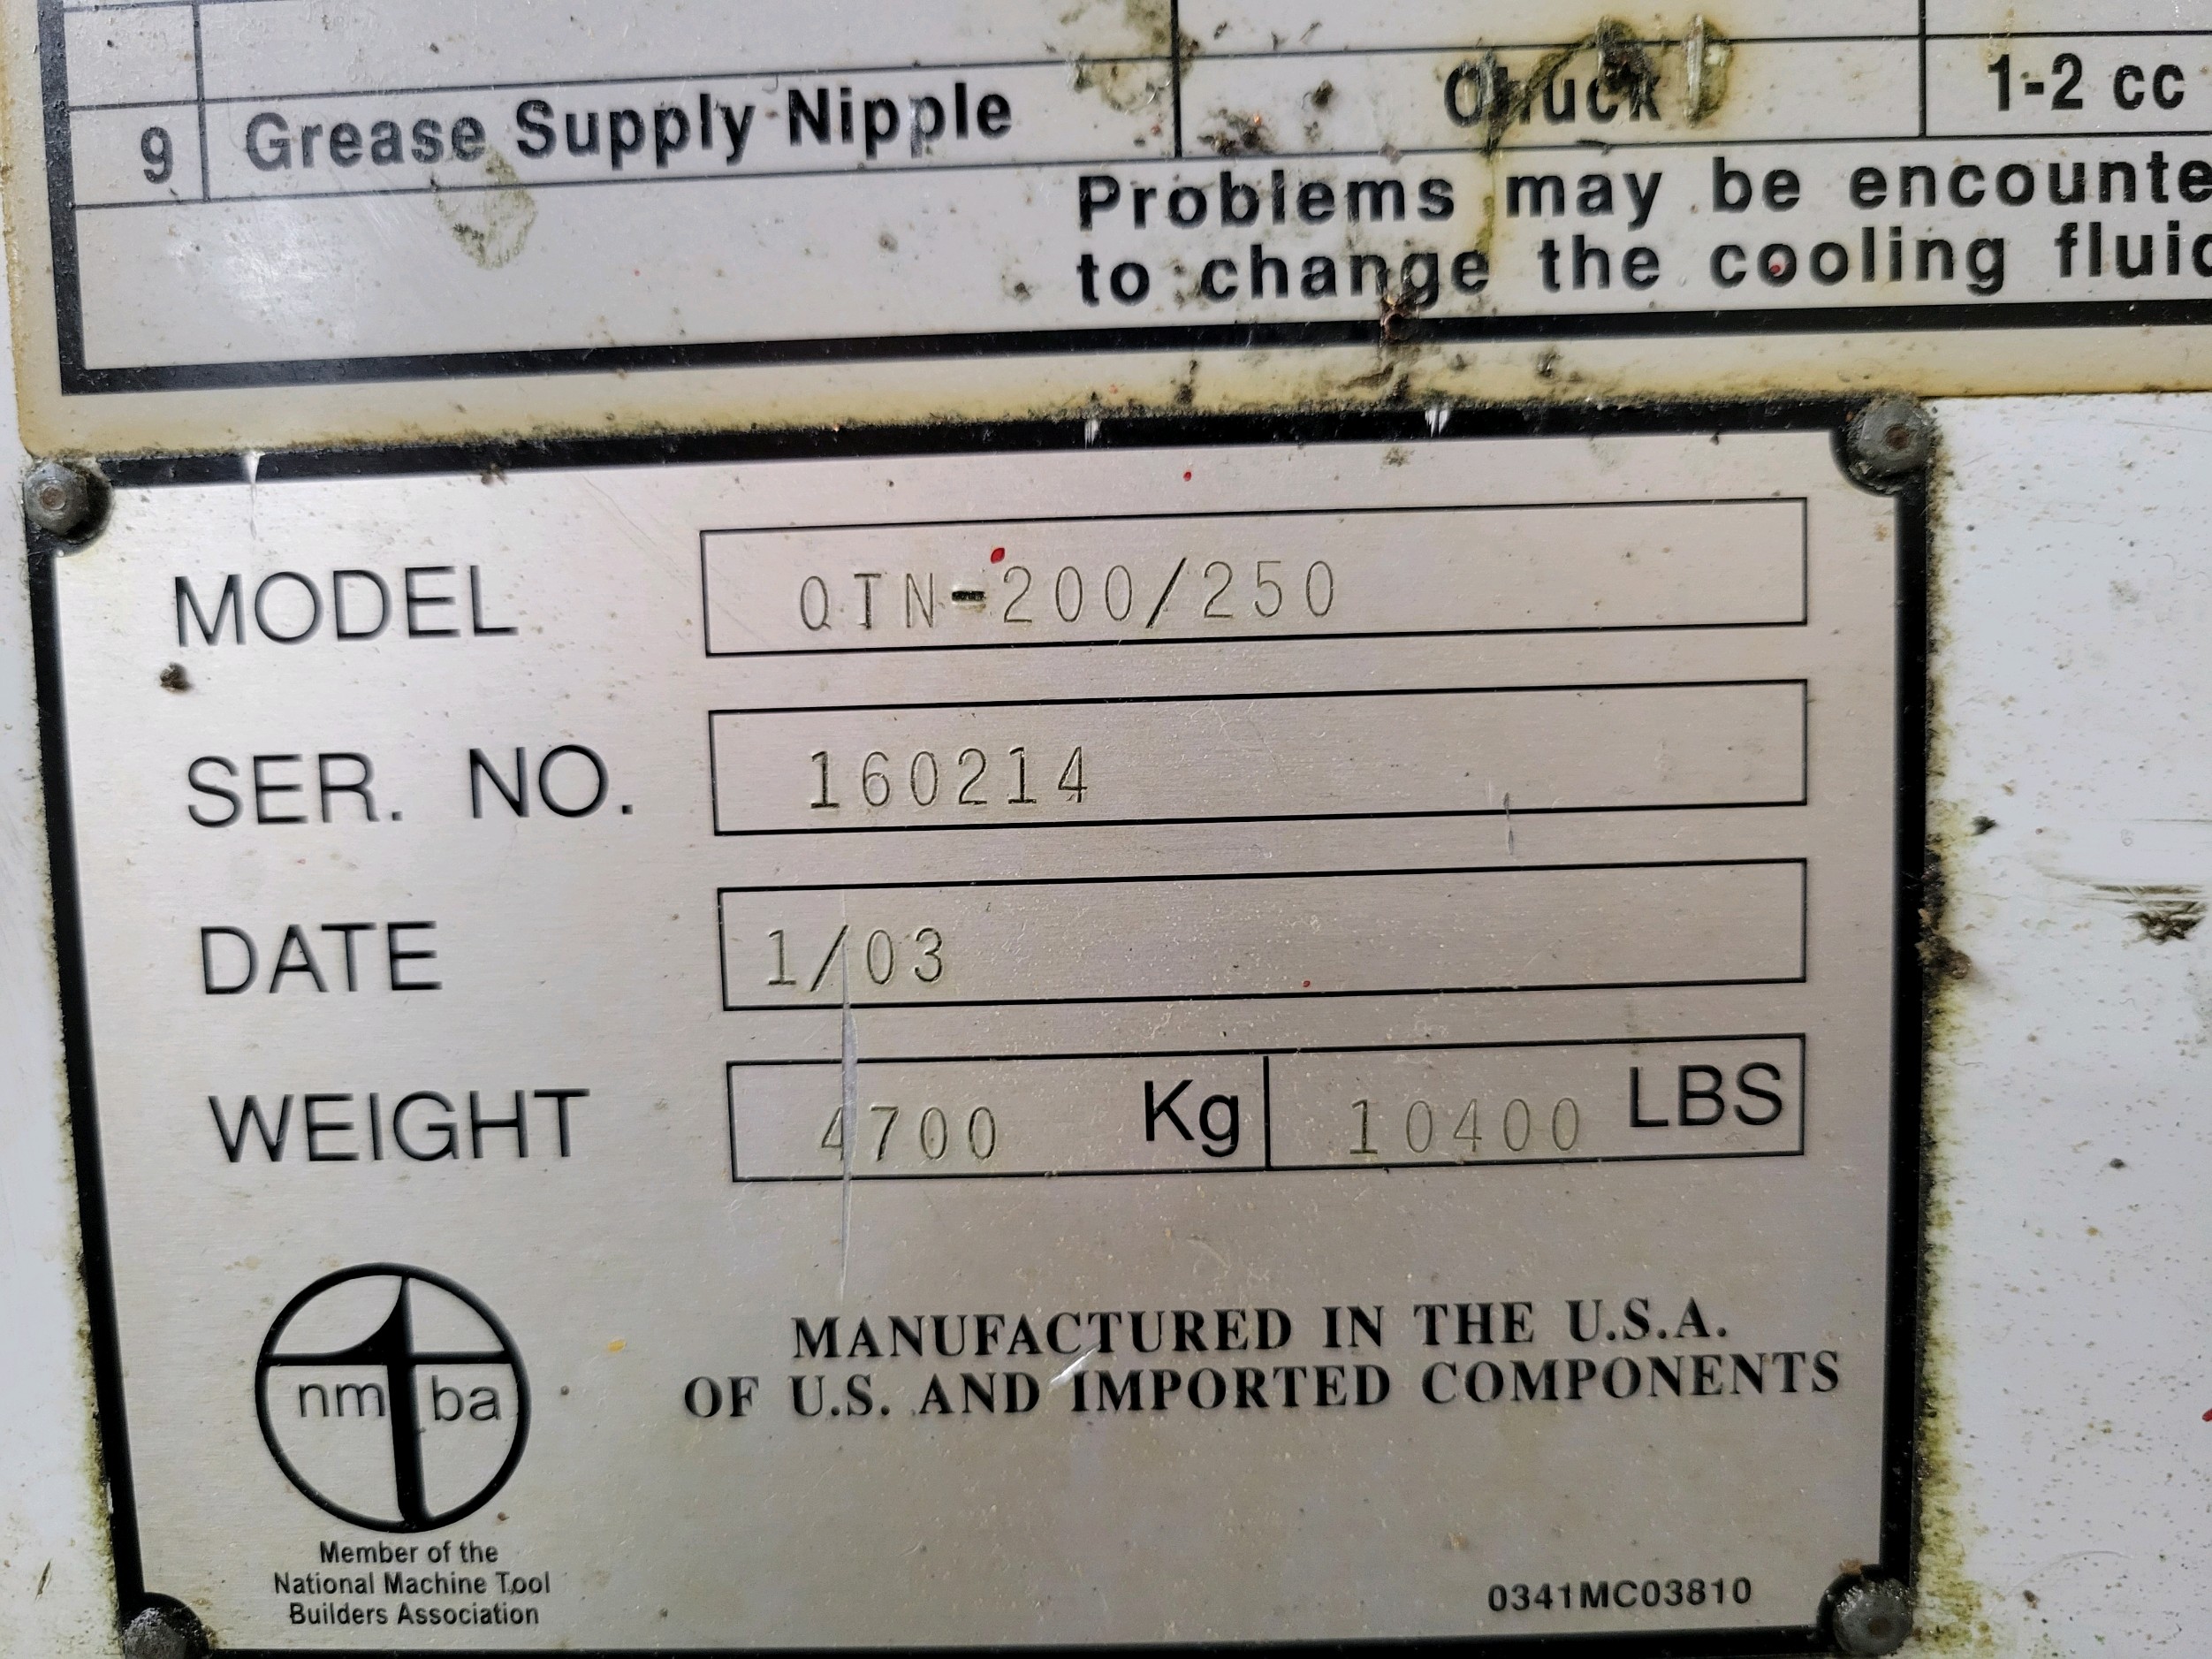 9 Grease Supply Nipple Chuck 1-2 cc
Problems may be encounte
to change the cooling fluid
MODEL QTN-200/250
SER. NO. 160214
DATE 1/03
WEIGHT 4700 Kg 10400 LBS
nm ba
MANUFACTURED IN THE U.S.A.
OF U.S. AND IMPORTED COMPONENTS
Member of the
National Machine Tool
Builders Association
0341MC03810